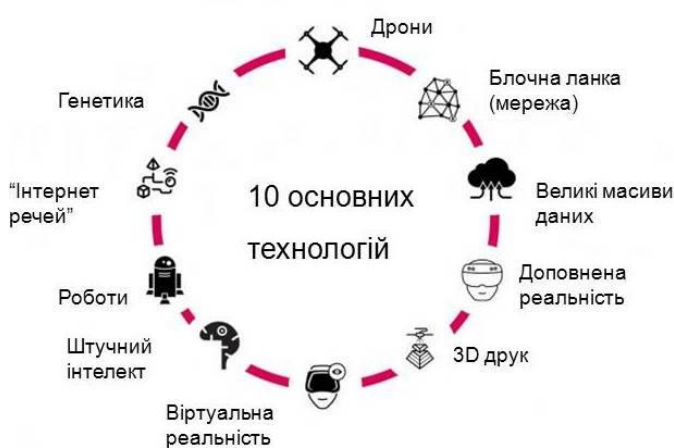 Дрони
Блочна ланка
(мережа)
Великі масиви
даних
Доповнена
реальність
3D друк
Віртуальна
реальність
Штучний
інтелект
Роботи
“Інтернет
речей”
Генетика
10 основних
технологій